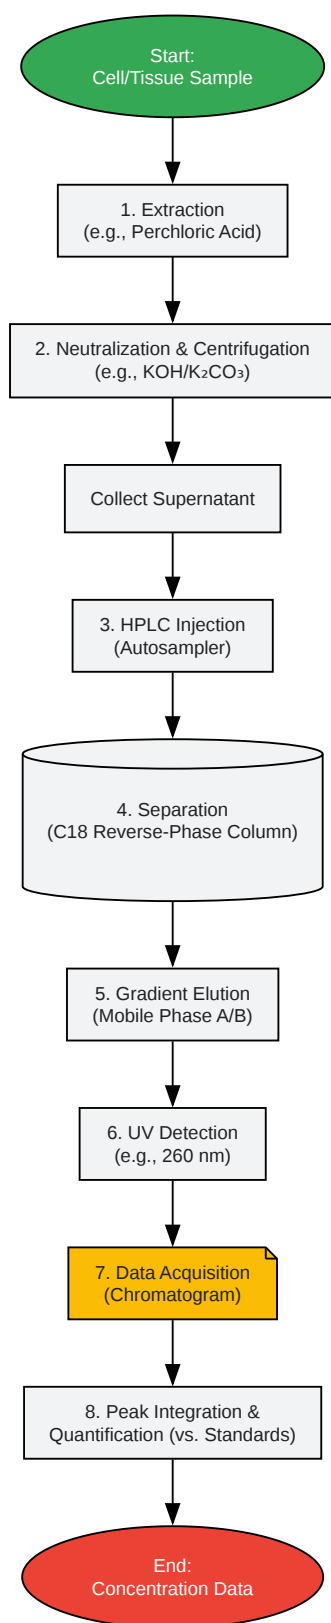 Start:
Cell/Tissue Sample
1. Extraction
(e.g., Perchloric Acid)
2. Neutralization & Centrifugation
(e.g., KOH/K₂CO₃)
Collect Supernatant
3. HPLC Injection
(Autosampler)
4. Separation
(C18 Reverse-Phase Column)
5. Gradient Elution
(Mobile Phase A/B)
6. UV Detection
(e.g., 260 nm)
7. Data Acquisition
(Chromatogram)
8. Peak Integration &
Quantification (vs. Standards)
End:
Concentration Data